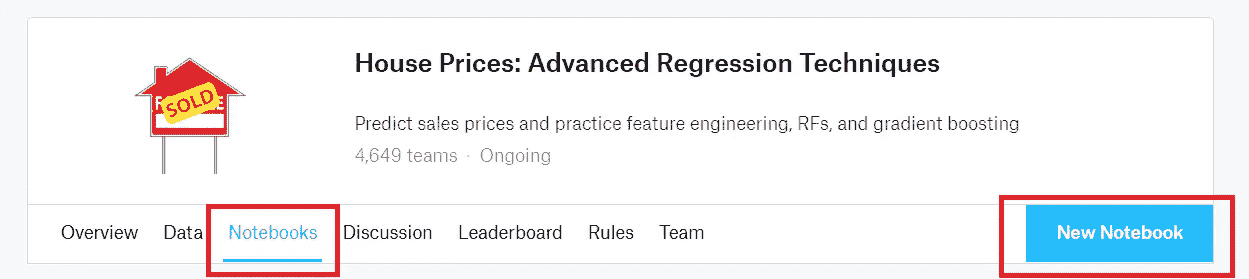 House Prices: Advanced Regression Techniques
SOLD
Predict sales prices and practice feature engineering, RFs, and gradient boosting
4,649 teams · Ongoing
Overview Data Notebooks Discussion Leaderboard Rules Team New Notebook